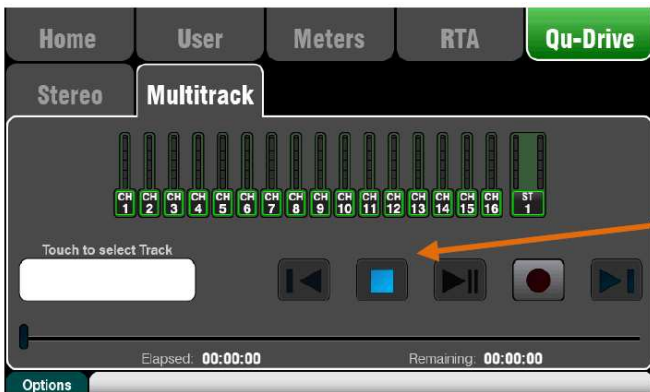 Home User Meters RTA Qu-Drive
Stereo Multitrack
CH 1 CH 2 CH 3 CH 4 CH 5 CH 6 CH 7 CH 8 CH 9 CH 10 CH 11 CH 12 CH 13 CH 14 CH 15 CH 16 ST 1
Touch to select Track
Elapsed: 00:00:00 Remaining: 00:00:00
Options